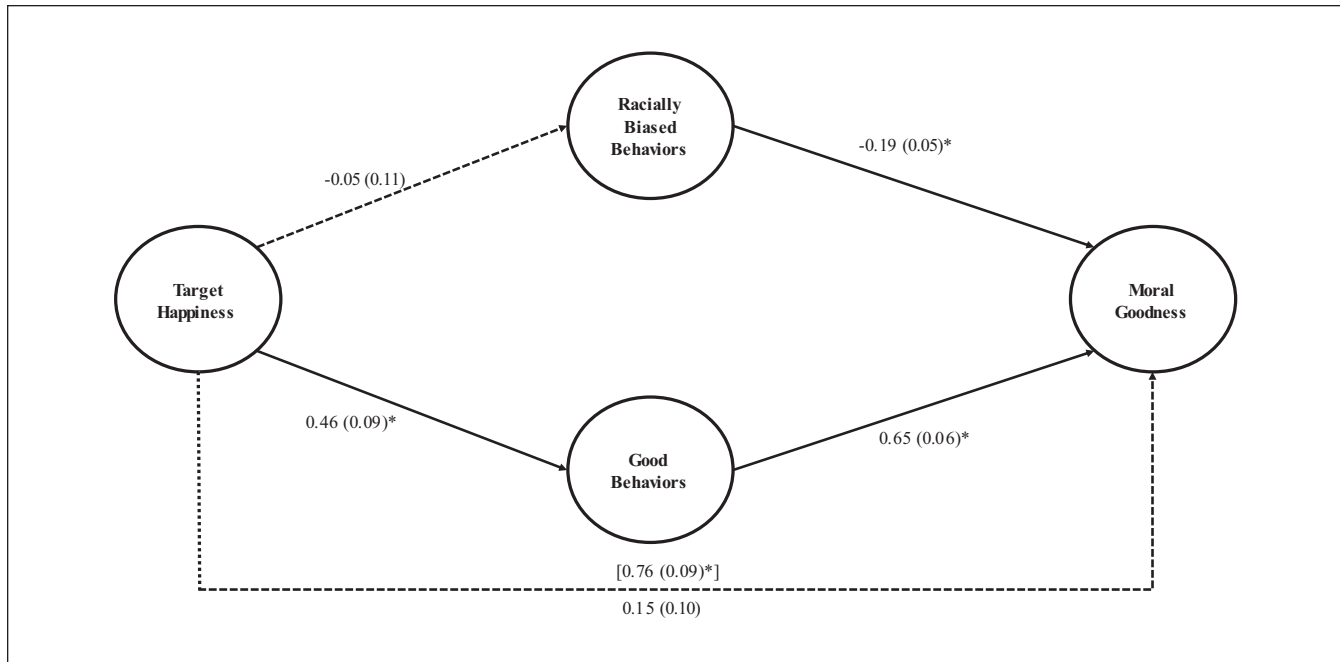 Racially
Biased
Behaviors
-0.19 (0.05)*
-0.05 (0.11)
Target
Happiness
Moral
Goodness
0.46 (0.09)*
0.65 (0.06)*
Good
Behaviors
[0.76 (0.09)*]
0.15 (0.10)